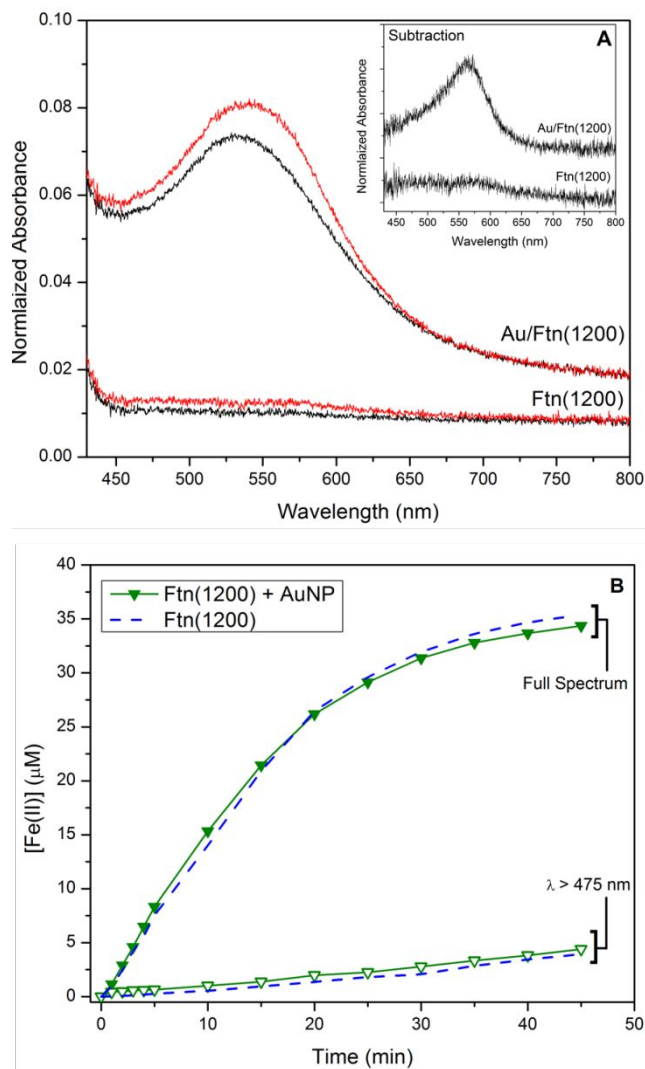 0.10
0.08
0.06
0.04
0.02
0.00
Normlaized Absorbance
450 500 550 600 650 700 750 800
Wavelength (nm)
Au/Ftn(1200)
Ftn(1200)
Subtraction
A
Normlaized Absorbance
Au/Ftn(1200)
Ftn(1200)
450 500 550 600 650 700 750 800
Wavelength (nm)
40
35
30
25
20
15
10
5
0
[Fe(II)] (μM)
Ftn(1200) + AuNP
Ftn(1200)
B
Full Spectrum
λ > 475 nm
0 10 20 30 40 50
Time (min)